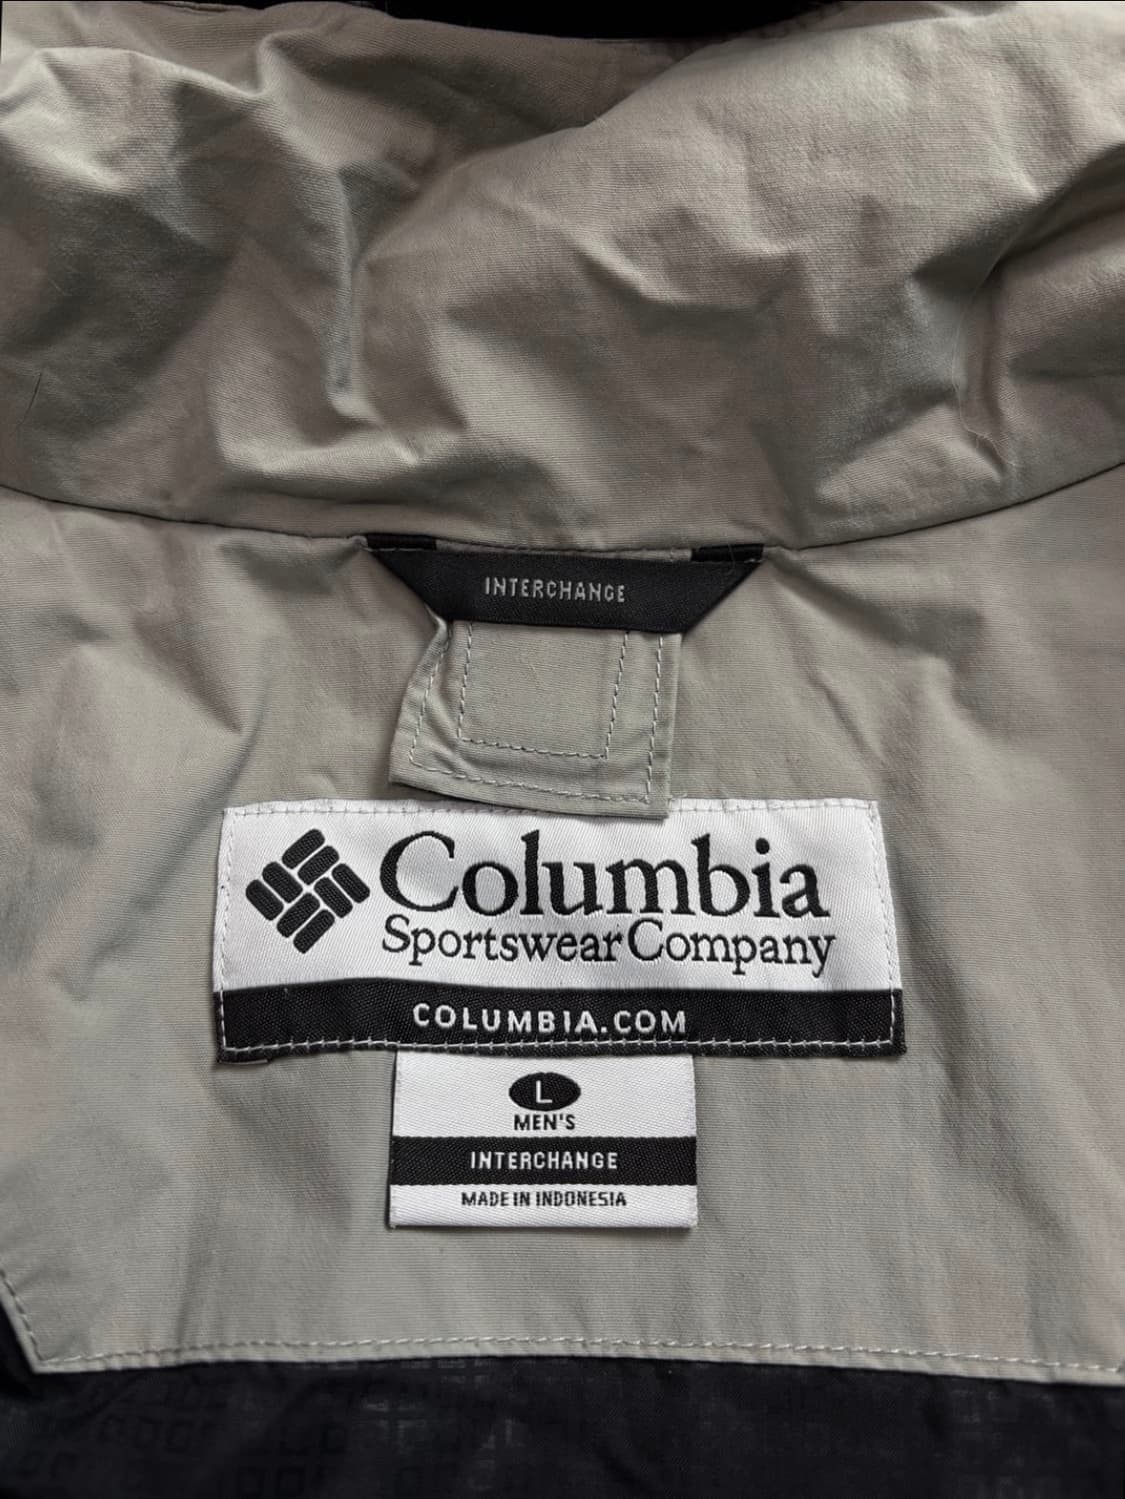 INTERCHANGE
Columbia
Sportswear Company
COLUMBIA.COM
L
MEN'S
INTERCHANGE
MADE IN INDONESIA